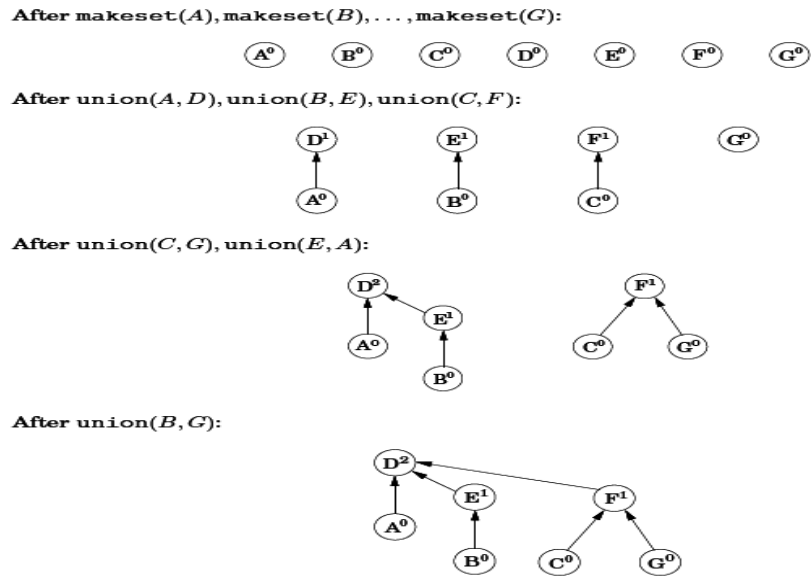 After makeset(A), makeset(B), ..., makeset(G):
A⁰ B⁰ C⁰ D⁰ E⁰ F⁰ G⁰
After union(A, D), union(B, E), union(C, F):
D¹ E¹ F¹ G⁰
A⁰ B⁰ C⁰
After union(C, G), union(E, A):
D² F¹
E¹
A⁰ C⁰ G⁰
B⁰
After union(B, G):
D²
E¹ F¹
A⁰
B⁰ C⁰ G⁰